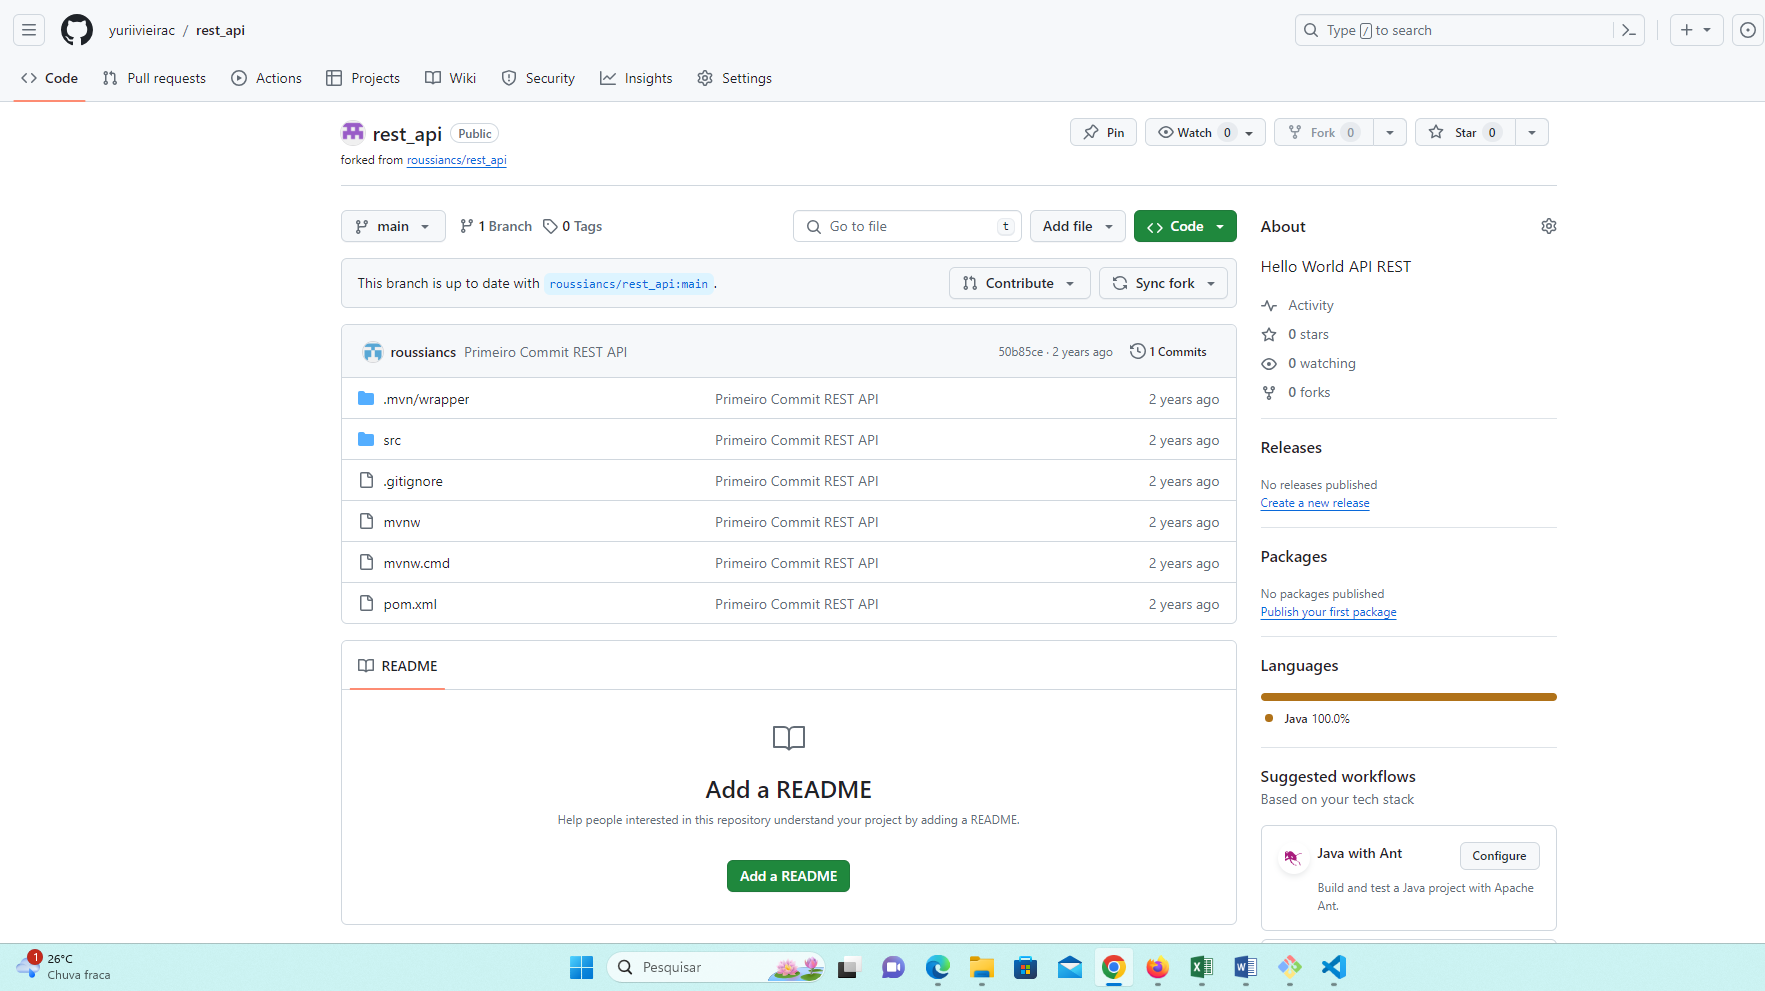 yuriivieirac / rest_api
Type / to search
Code
Pull requests
Actions
Projects
Wiki
Security
Insights
Settings
rest_api Public
forked from roussiancs/rest_api
Pin
Watch 0
Fork 0
Star 0
main
1 Branch
0 Tags
Go to file t
Add file
Code
This branch is up to date with roussiancs/rest_api:main .
Contribute
Sync fork
roussiancs Primeiro Commit REST API
50b85ce · 2 years ago
1 Commits
.mvn/wrapper Primeiro Commit REST API 2 years ago
src Primeiro Commit REST API 2 years ago
.gitignore Primeiro Commit REST API 2 years ago
mvnw Primeiro Commit REST API 2 years ago
mvnw.cmd Primeiro Commit REST API 2 years ago
pom.xml Primeiro Commit REST API 2 years ago
README
Add a README
Help people interested in this repository understand your project by adding a README.
Add a README
About
Hello World API REST
Activity
0 stars
0 watching
0 forks
Releases
No releases published
Create a new release
Packages
No packages published
Publish your first package
Languages
Java 100.0%
Suggested workflows
Based on your tech stack
Java with Ant
Configure
Build and test a Java project with Apache
Ant.
1
26°C
Chuva fraca
Pesquisar